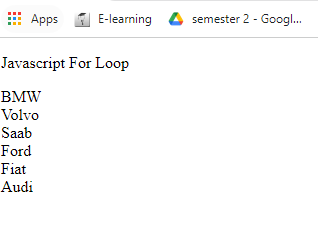 Apps E-learning semester 2 - Googl...
Javascript For Loop
BMW
Volvo
Saab
Ford
Fiat
Audi